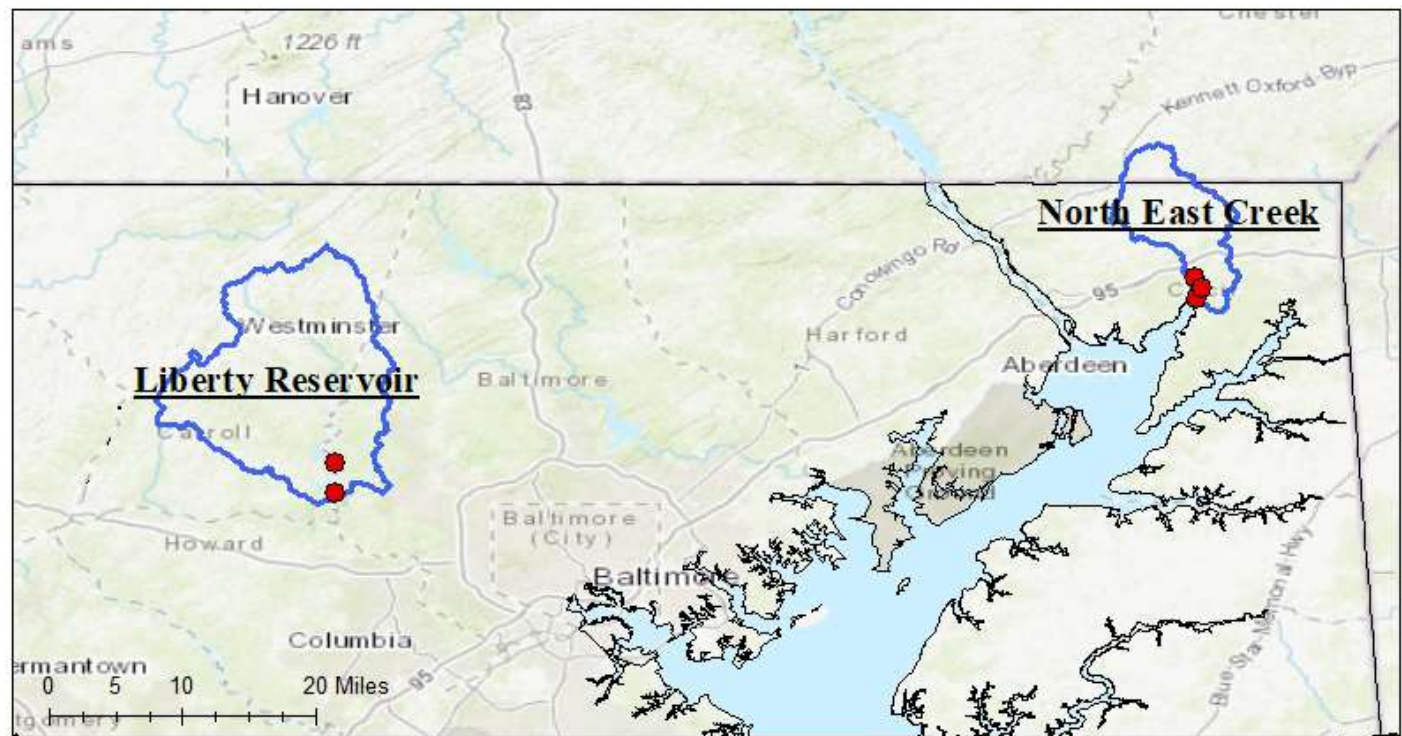 Chester
ams
1226 ft
Hanover
83
Kennett Oxford-Byp
North East Creek
Conowingo Rd
95
Westminster
Harford
Aberdeen
Liberty Reservoir
Baltimore
Carroll
Aberdeen
Proving
Ground
Baltimore
(City)
Howard
Baltimore
Columbia
ermantown
95
Blue Star Memorial Hwy
0 5 10 20 Miles
tgomery